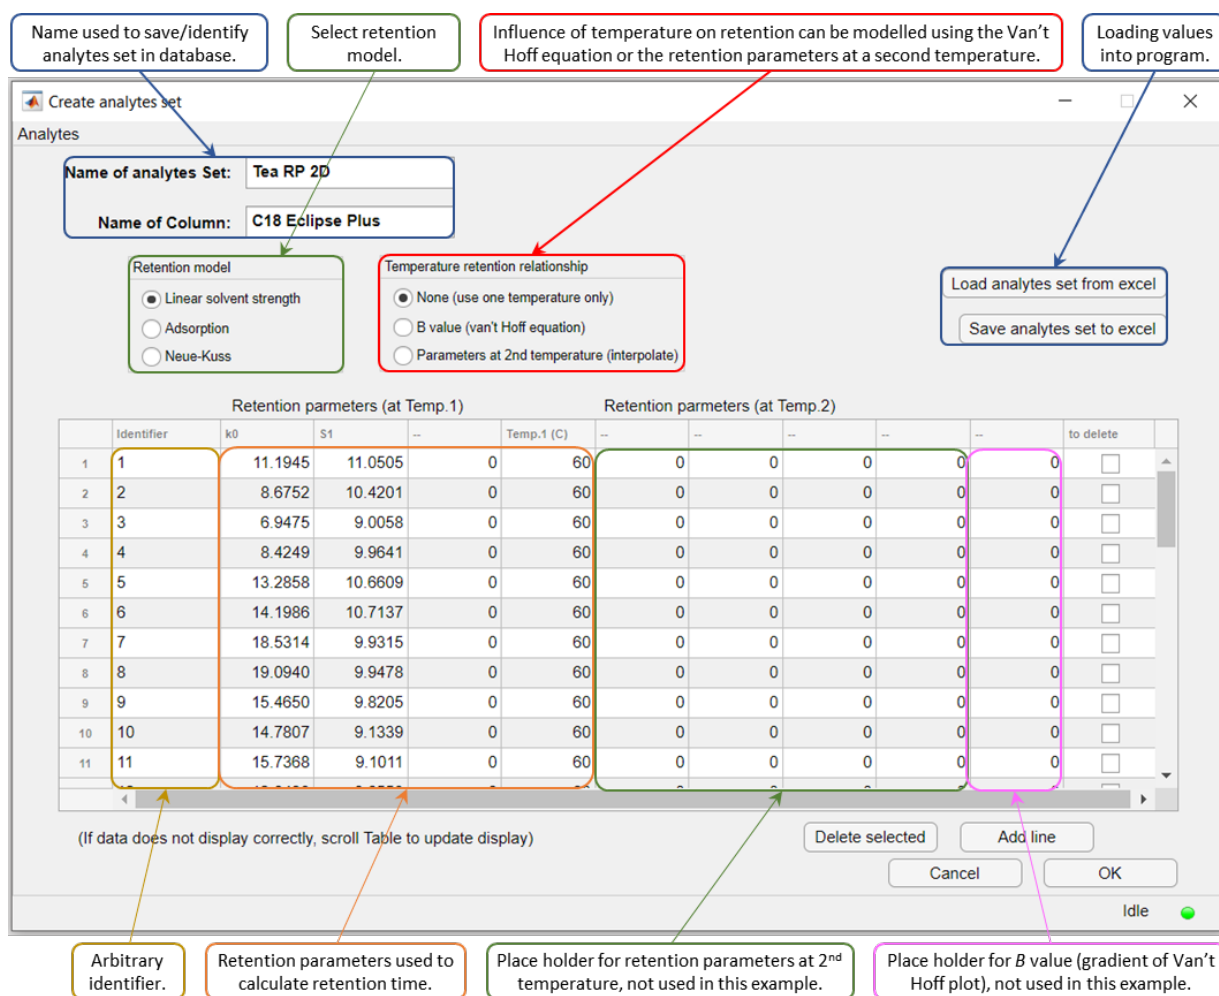 Name used to save/identify
analytes set in database.
Select retention
model.
Influence of temperature on retention can be modelled using the Van’t
Hoff equation or the retention parameters at a second temperature.
Loading values
into program.
Create analytes set
Analytes
Name of analytes Set: Tea RP 2D
Name of Column: C18 Eclipse Plus
Retention model
Linear solvent strength
Adsorption
Neue-Kuss
Temperature retention relationship
None (use one temperature only)
B value (van't Hoff equation)
Parameters at 2nd temperature (interpolate)
Load analytes set from excel
Save analytes set to excel
Retention parmeters (at Temp.1) Retention parmeters (at Temp.2)
Identifier k0 S1 -- Temp.1 (C) -- -- -- -- -- to delete
1 1 11.1945 11.0505 0 60 0 0 0 0 0
2 2 8.6752 10.4201 0 60 0 0 0 0 0
3 3 6.9475 9.0058 0 60 0 0 0 0 0
4 4 8.4249 9.9641 0 60 0 0 0 0 0
5 5 13.2858 10.6609 0 60 0 0 0 0 0
6 6 14.1986 10.7137 0 60 0 0 0 0 0
7 7 18.5314 9.9315 0 60 0 0 0 0 0
8 8 19.0940 9.9478 0 60 0 0 0 0 0
9 9 15.4650 9.8205 0 60 0 0 0 0 0
10 10 14.7807 9.1339 0 60 0 0 0 0 0
11 11 15.7368 9.1011 0 60 0 0 0 0 0
(If data does not display correctly, scroll Table to update display)
Delete selected Add line
Cancel OK
Idle
Arbitrary
identifier.
Retention parameters used to
calculate retention time.
Place holder for retention parameters at 2nd
temperature, not used in this example.
Place holder for B value (gradient of Van’t
Hoff plot), not used in this example.